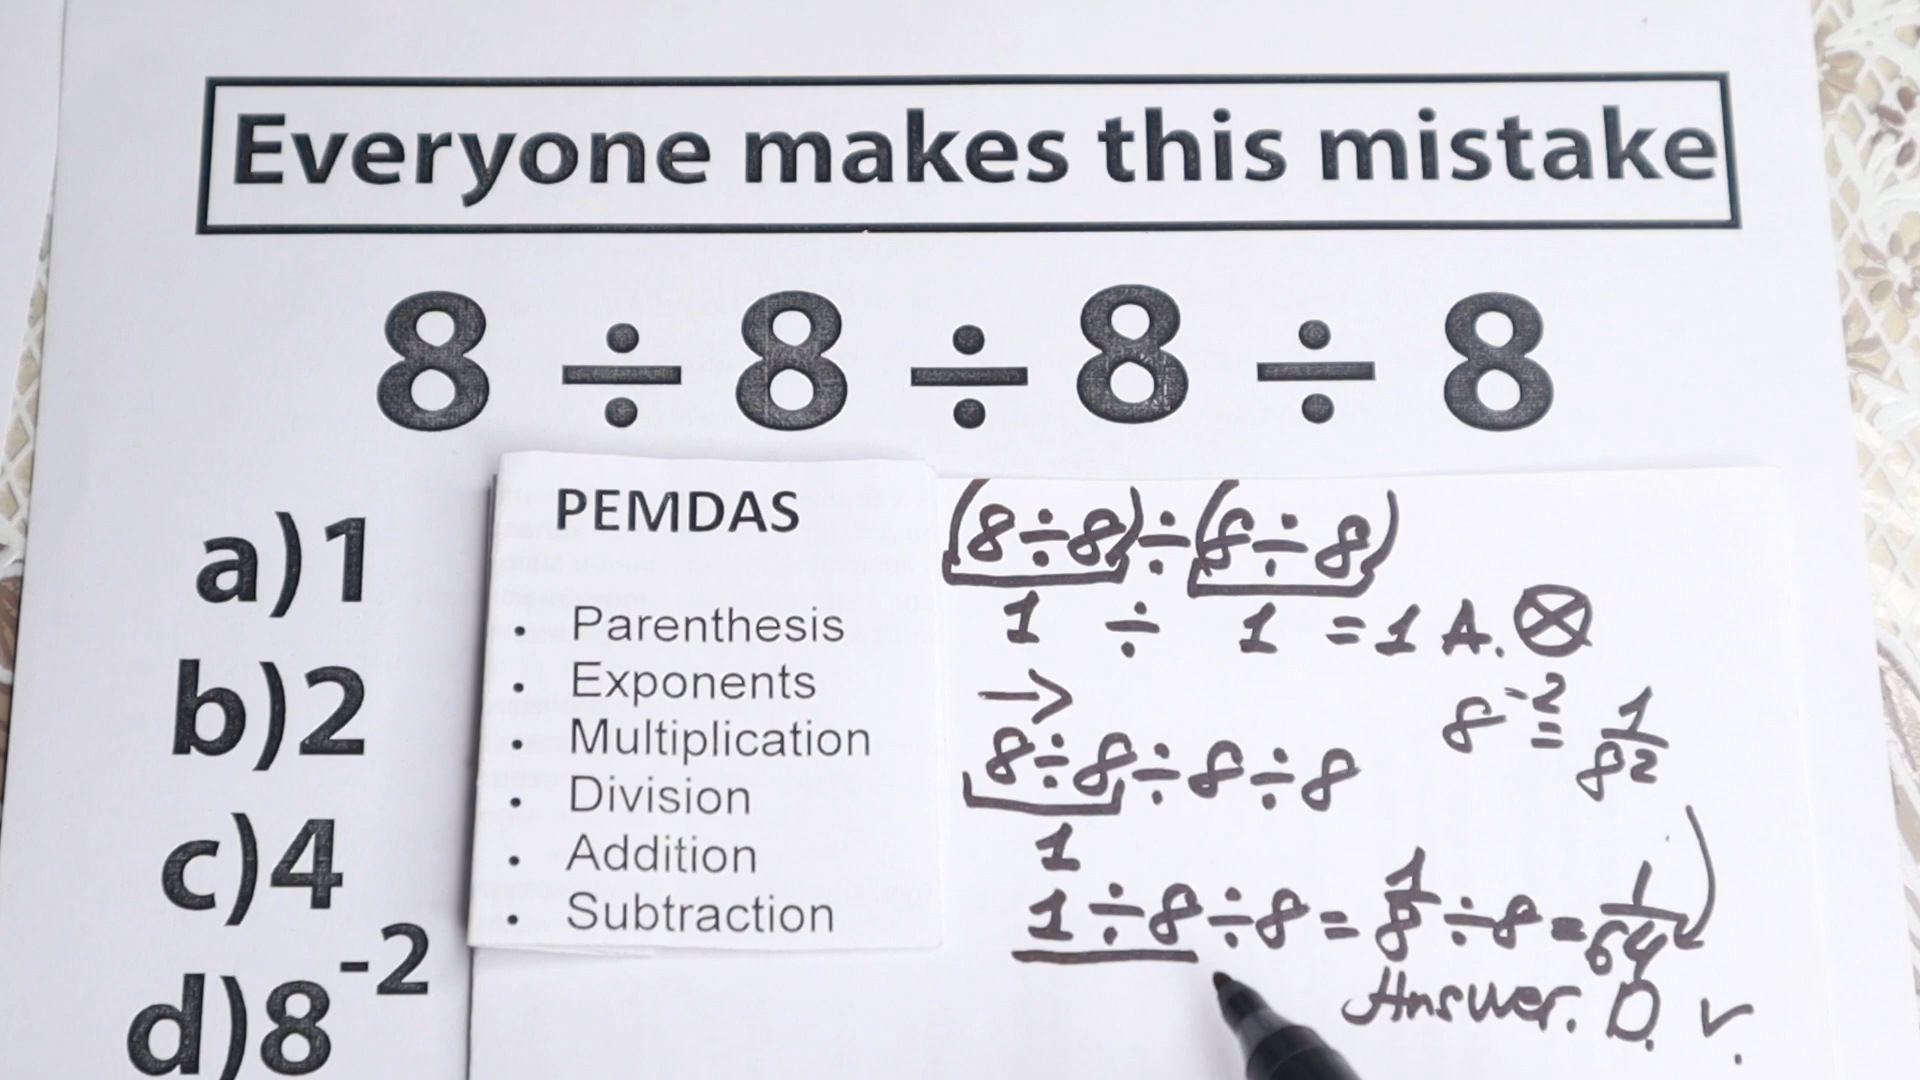 Everyone makes this mistake
8 ÷ 8 ÷ 8 ÷ 8
a)1
b)2
c)4
d)8⁻²
PEMDAS
• Parenthesis
• Exponents
• Multiplication
• Division
• Addition
• Subtraction
(8÷8)÷(8÷8)
1 ÷ 1 = 1 A. ⊗
→
8⁻² = 1/8²
8÷8÷8÷8
1
1÷8÷8 = 1/8 ÷8 = 1/64
Answer. D. v.